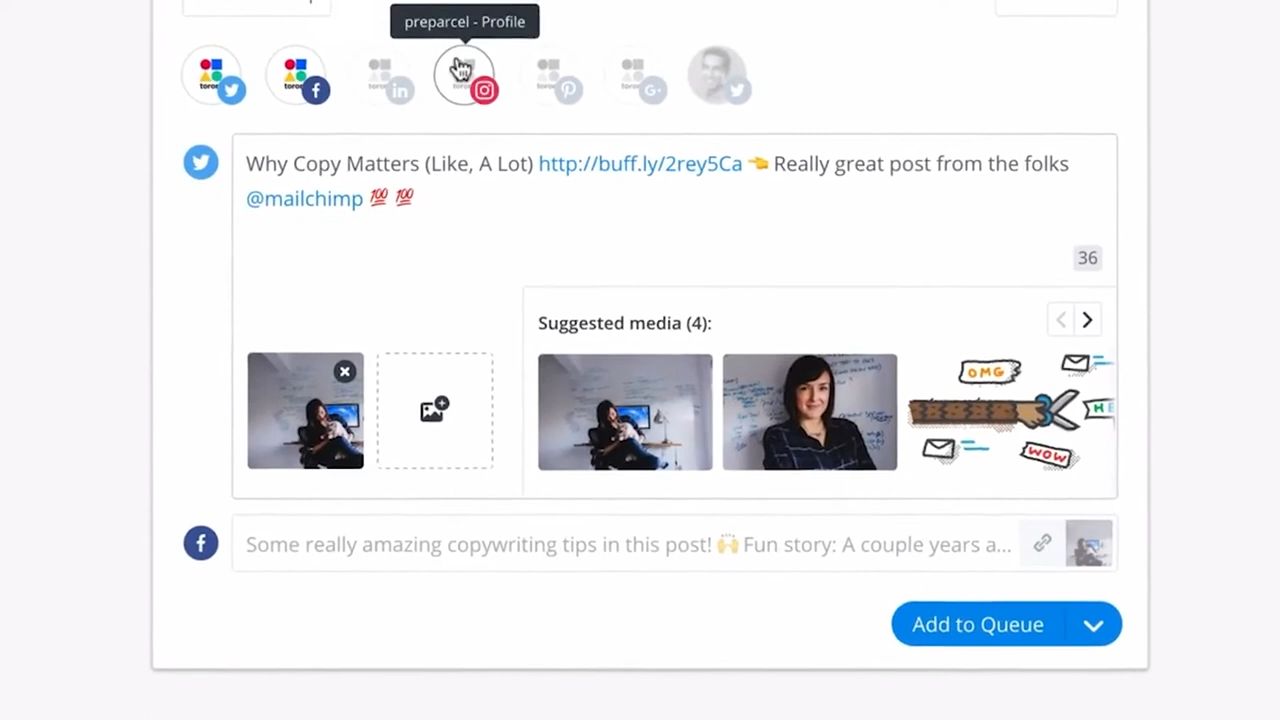 preparcel - Profile
Why Copy Matters (Like, A Lot) http://buff.ly/2rey5Ca 👈 Really great post from the folks
@mailchimp 💯 💯
36
Suggested media (4):
OMG
WOW
Some really amazing copywriting tips in this post! 🙌 Fun story: A couple years a...
Add to Queue